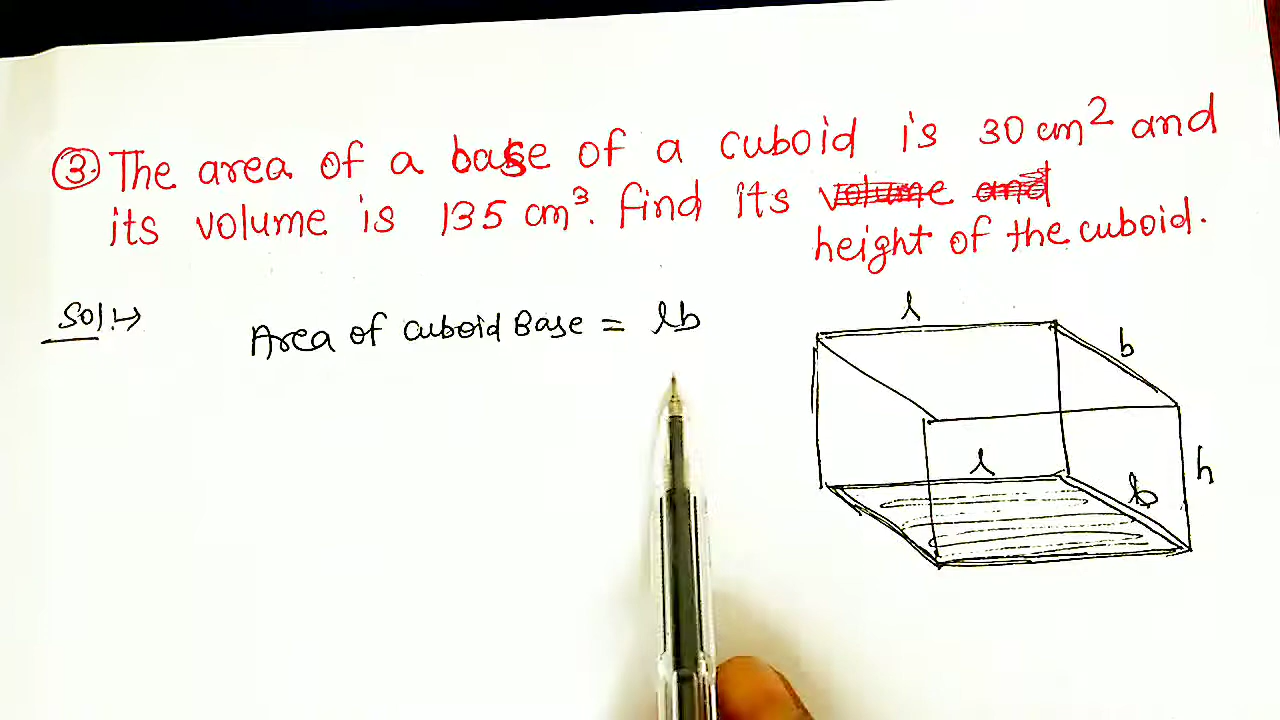 ③. The area of a base of a cuboid is 30 cm² and
its volume is 135 cm³. find its volume and
height of the cuboid.
Sol:→
Area of cuboid Base = lb
l
b
l
b
h